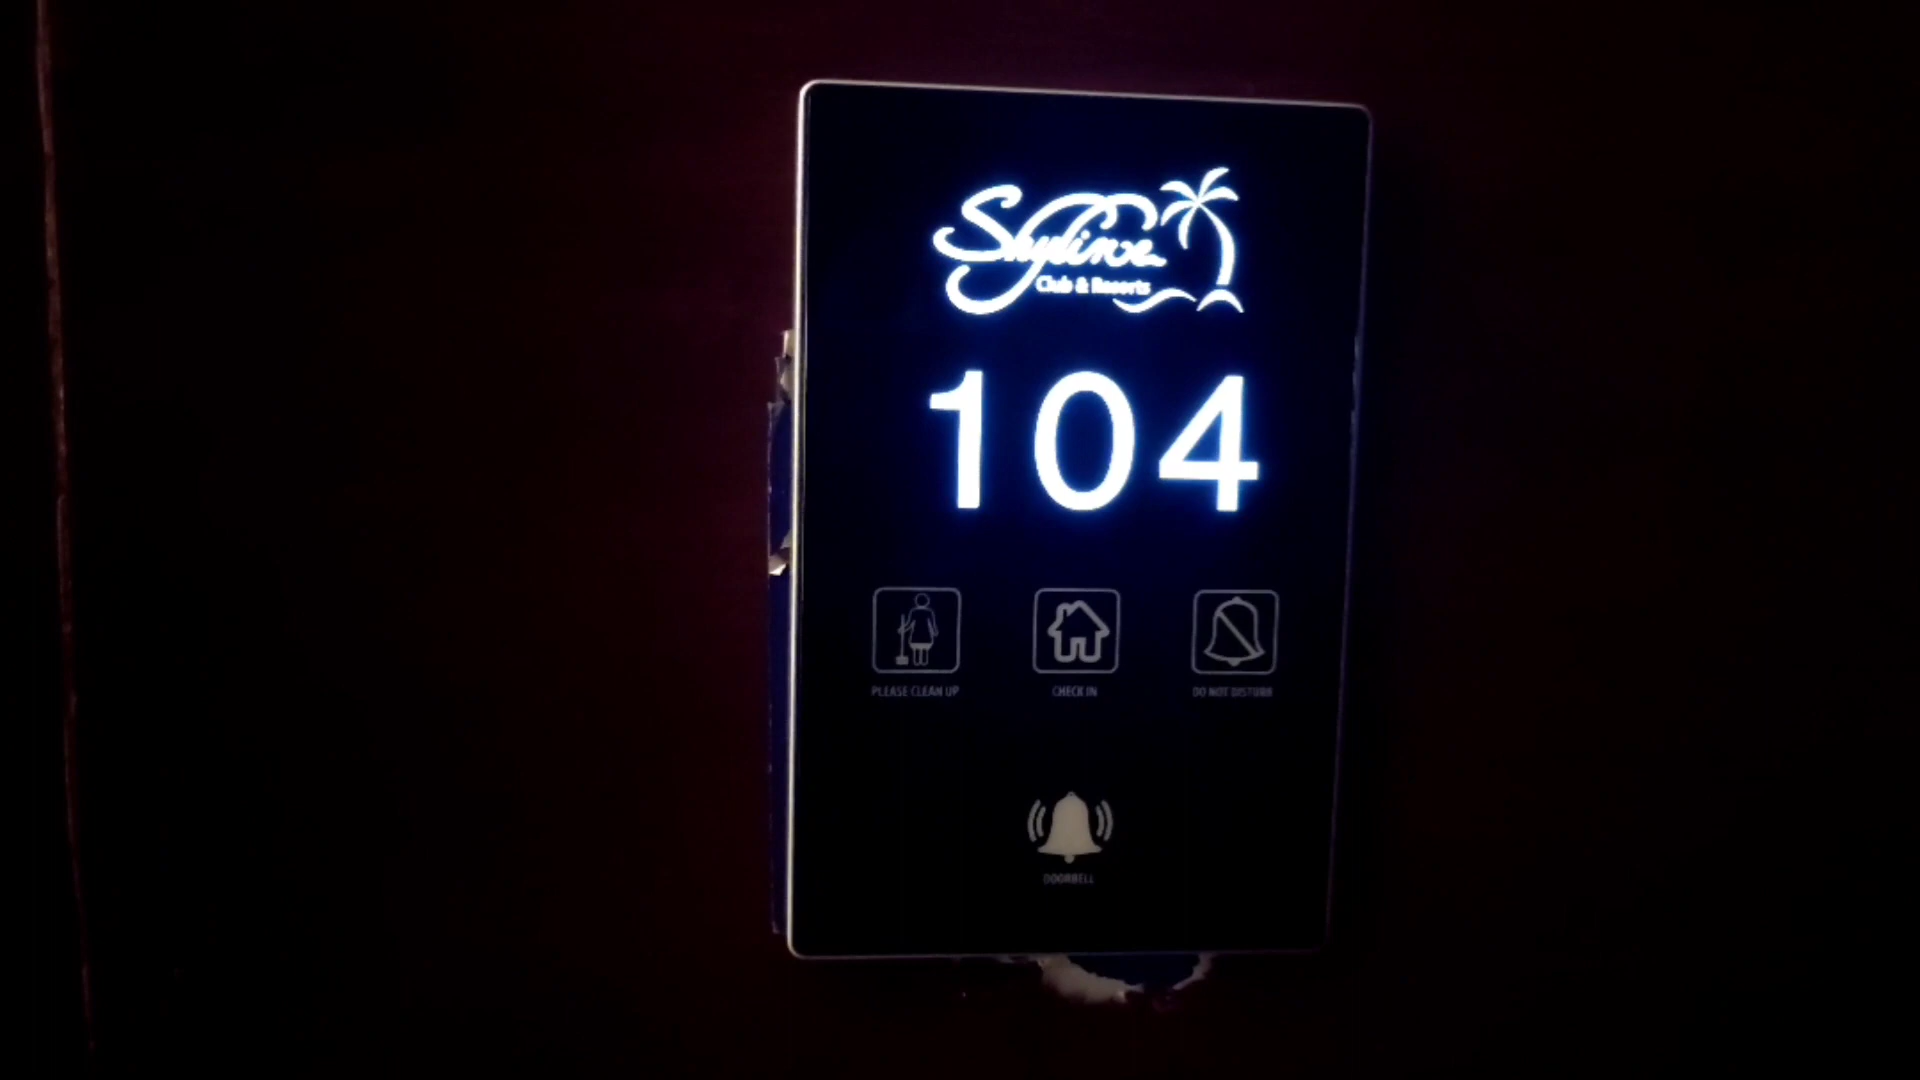 Skyline
Club & Resorts
104
PLEASE CLEAN UP
CHECK IN
DO NOT DISTURB
DOORBELL